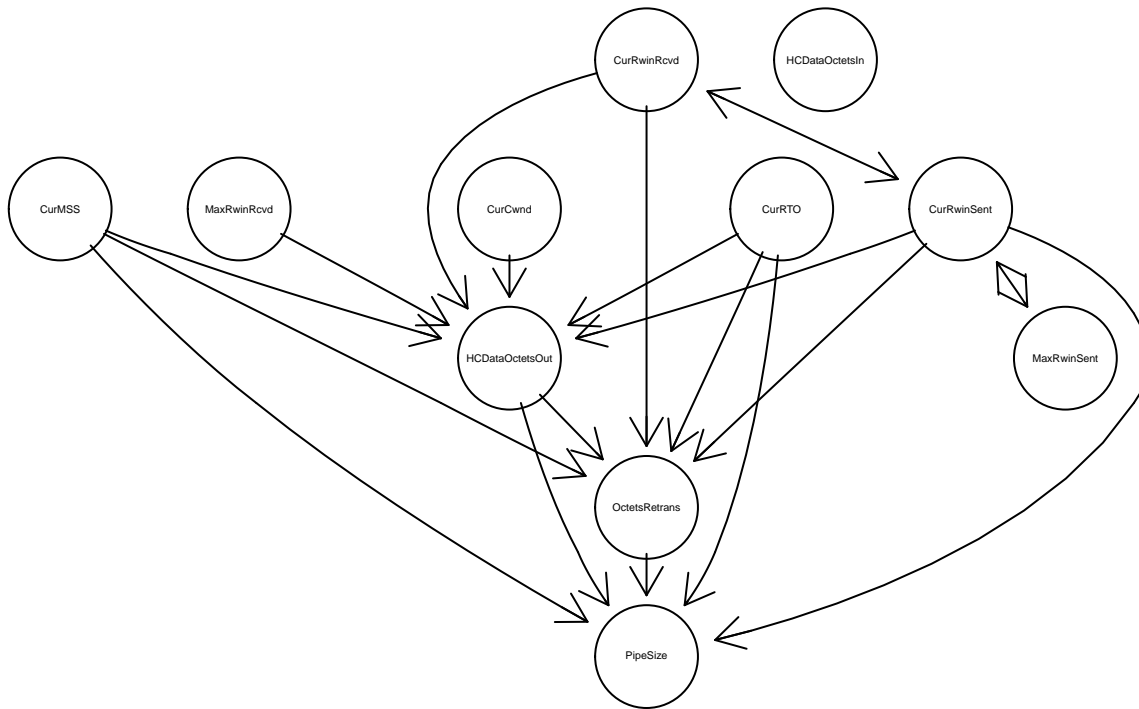 CurRwinRcvd
HCDataOctetsIn
CurMSS
MaxRwinRcvd
CurCwnd
CurRTO
CurRwinSent
HCDataOctetsOut
MaxRwinSent
OctetsRetrans
PipeSize